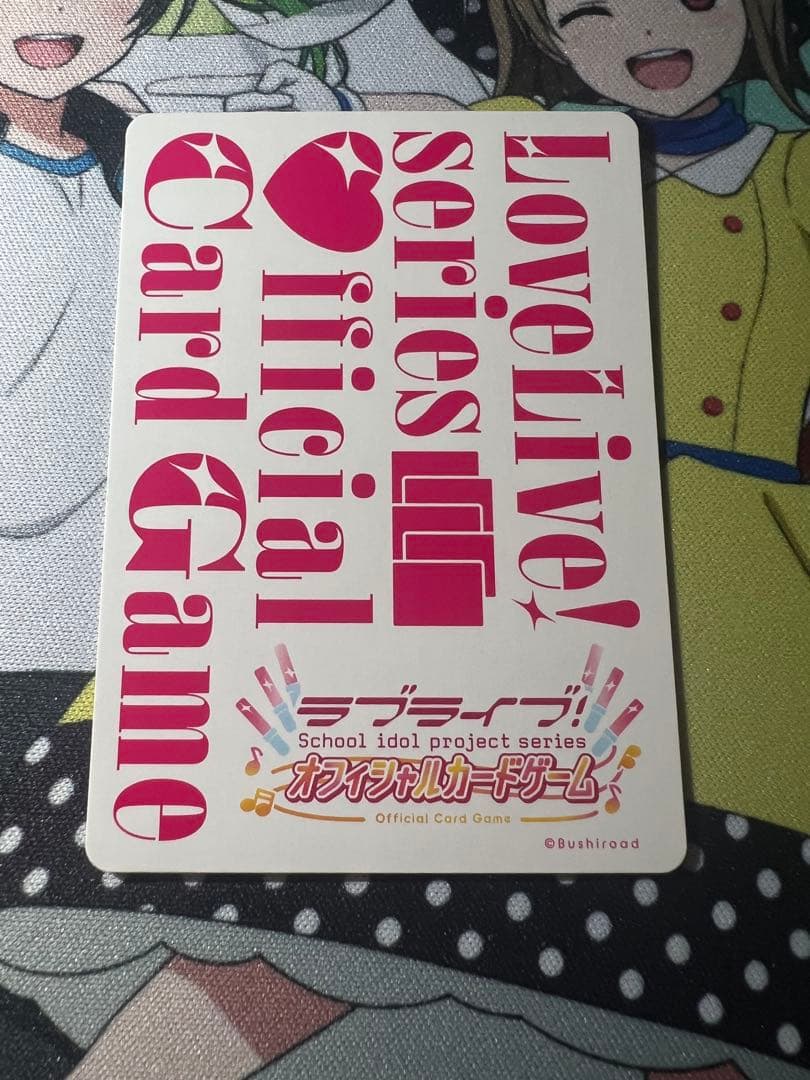 LoveLive!
series
♥fficial
Card Game
ラブライブ!
School idol project series
オフィシャルカードゲーム
Official Card Game
©Bushiroad